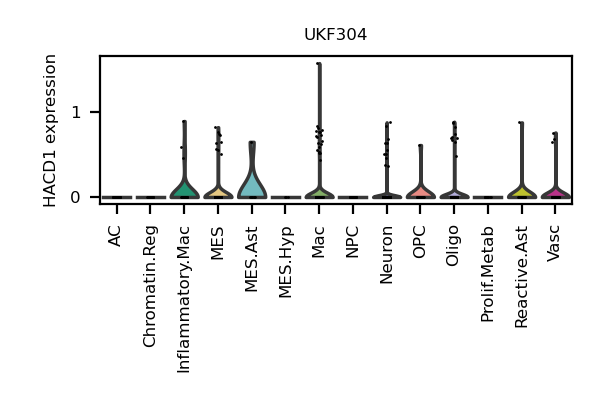 UKF304
HACD1 expression
1
0
AC
Chromatin.Reg
Inflammatory.Mac
MES
MES.Ast
MES.Hyp
Mac
NPC
Neuron
OPC
Oligo
Prolif.Metab
Reactive.Ast
Vasc